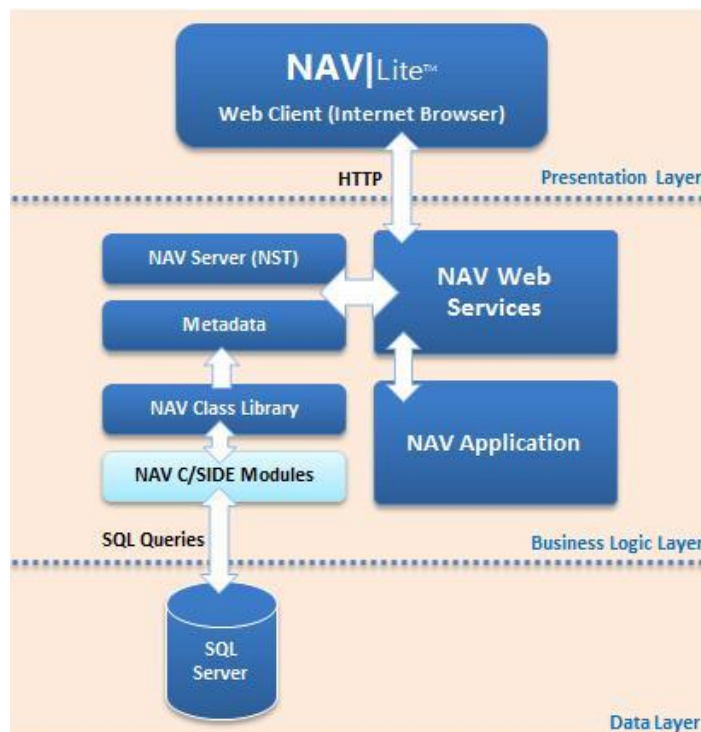 NAV|Lite™
Web Client (Internet Browser)
HTTP
Presentation Layer
NAV Server (NST)
Metadata
NAV Web
Services
NAV Class Library
NAV C/SIDE Modules
NAV Application
SQL Queries
Business Logic Layer
SQL
Server
Data Layer